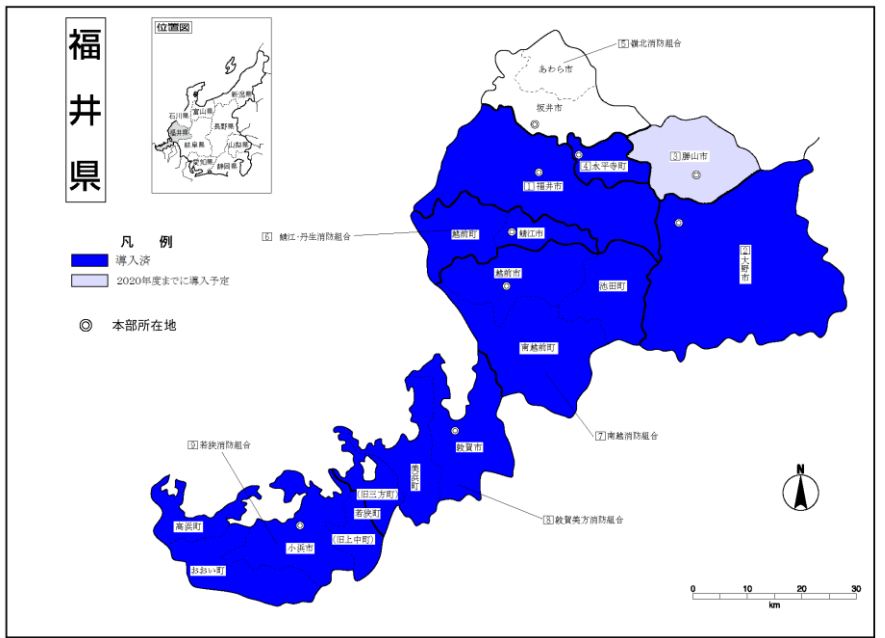 福井県
位置図
新潟県
石川県
富山県
福井県
長野県
岐阜県
山梨県
愛知県
静岡県
凡 例
導入済
2020年度までに導入予定
本部所在地
5 嶺北消防組合
あわら市
坂井市
3 勝山市
4 永平寺町
1 福井市
6 鯖江・丹生消防組合
越前町
鯖江市
2 大野市
越前市
池田町
南越前町
7 南越消防組合
9 若狭消防組合
敦賀市
美浜町
(旧三方町)
若狭町
8 敦賀美方消防組合
高浜町
小浜市
(旧上中町)
おおい町
N
0 5 10 20 30
km